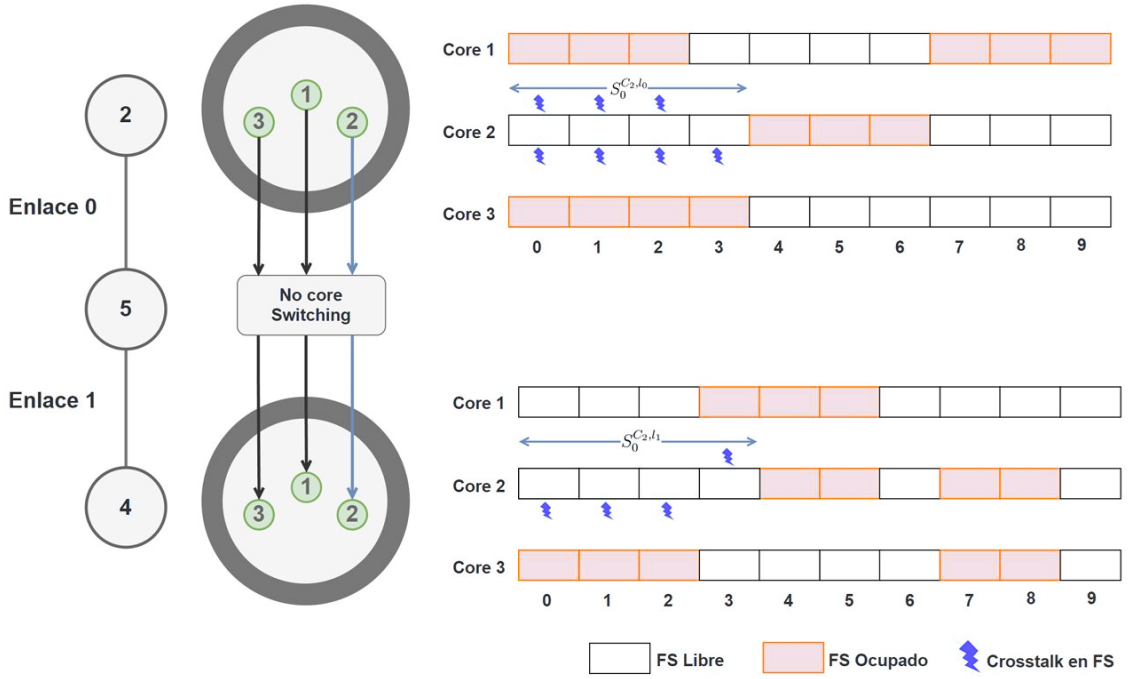 2
Enlace 0
5
Enlace 1
4
1
3
2
No core
Switching
1
3
2
Core 1
S_0^{C_2,l_0}
Core 2
Core 3
0 1 2 3 4 5 6 7 8 9
Core 1
S_0^{C_2,l_1}
Core 2
Core 3
0 1 2 3 4 5 6 7 8 9
FS Libre
FS Ocupado
Crosstalk en FS